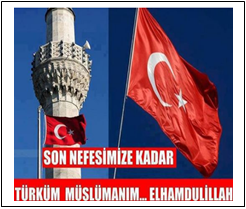 SON NEFESİMİZE KADAR
TÜRKÜM MÜSLÜMANIM... ELHAMDULİLLAH